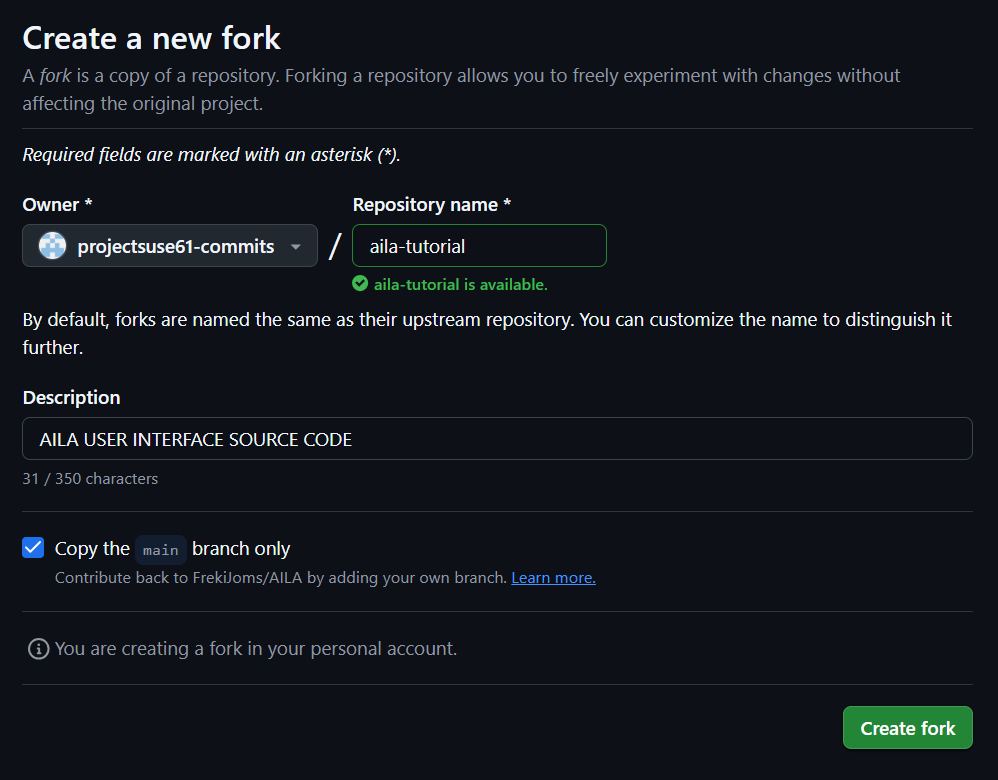 Create a new fork
A fork is a copy of a repository. Forking a repository allows you to freely experiment with changes without
affecting the original project.
Required fields are marked with an asterisk (*).
Owner *
Repository name *
projectsuse61-commits
/
aila-tutorial
aila-tutorial is available.
By default, forks are named the same as their upstream repository. You can customize the name to distinguish it
further.
Description
AILA USER INTERFACE SOURCE CODE
31 / 350 characters
Copy the main branch only
Contribute back to FrekiJoms/AILA by adding your own branch. Learn more.
You are creating a fork in your personal account.
Create fork